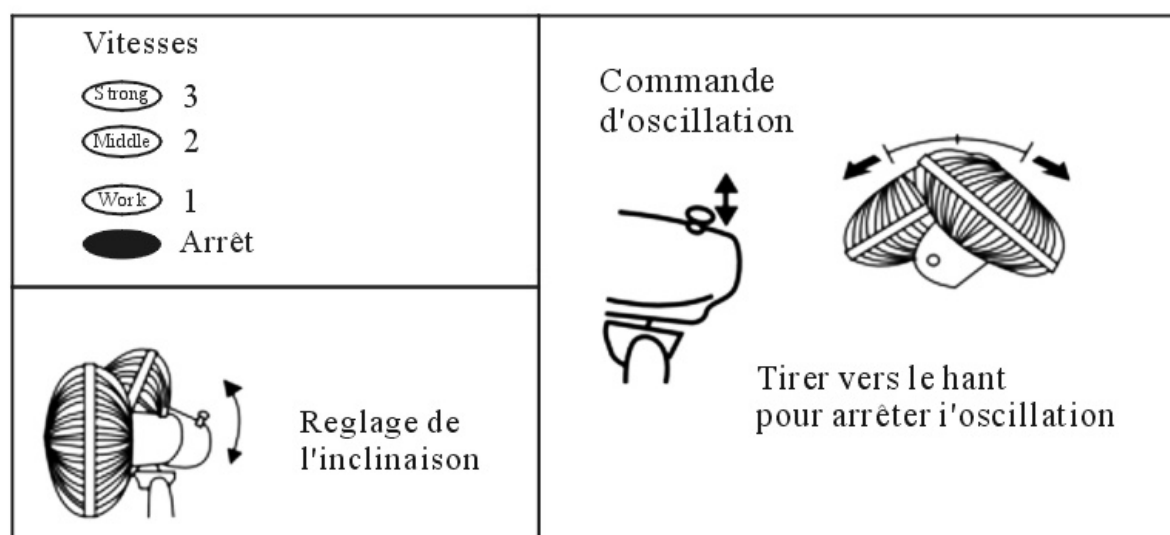 Vitesses
Strong 3
Middle 2
Work 1
Arrêt
Reglage de
l'inclinaison
Commande
d'oscillation
Tirer vers le hant
pour arrêter i'oscillation